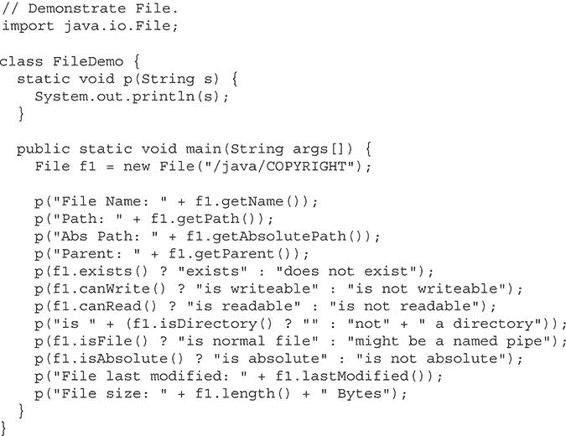 // Demonstrate File.
import java.io.File;

class FileDemo {
  static void p(String s) {
    System.out.println(s);
  }

  public static void main(String args[]) {
    File f1 = new File("/java/COPYRIGHT");

    p("File Name: " + f1.getName());
    p("Path: " + f1.getPath());
    p("Abs Path: " + f1.getAbsolutePath());
    p("Parent: " + f1.getParent());
    p(f1.exists() ? "exists" : "does not exist");
    p(f1.canWrite() ? "is writeable" : "is not writeable");
    p(f1.canRead() ? "is readable" : "is not readable");
    p("is " + (f1.isDirectory() ? "" : "not" + " a directory"));
    p(f1.isFile() ? "is normal file" : "might be a named pipe");
    p(f1.isAbsolute() ? "is absolute" : "is not absolute");
    p("File last modified: " + f1.lastModified());
    p("File size: " + f1.length() + " Bytes");
  }
}